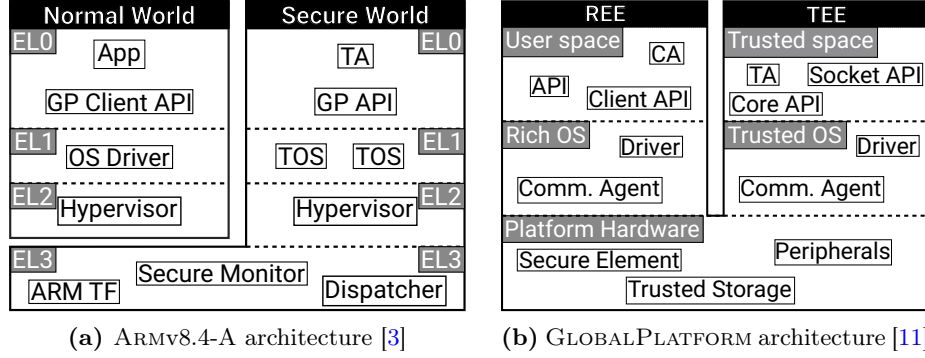 Normal World
Secure World
EL0
App
GP Client API
TA
EL0
GP API
EL1
OS Driver
TOS
TOS
EL1
EL2
Hypervisor
Hypervisor
EL2
EL3
Secure Monitor
EL3
ARM TF
Dispatcher
(a) ARMv8.4-A architecture [3]
REE
TEE
User space
CA
API
Client API
Trusted space
TA
Socket API
Core API
Rich OS
Driver
Comm. Agent
Trusted OS
Driver
Comm. Agent
Platform Hardware
Secure Element
Peripherals
Trusted Storage
(b) GLOBALPLATFORM architecture [11]